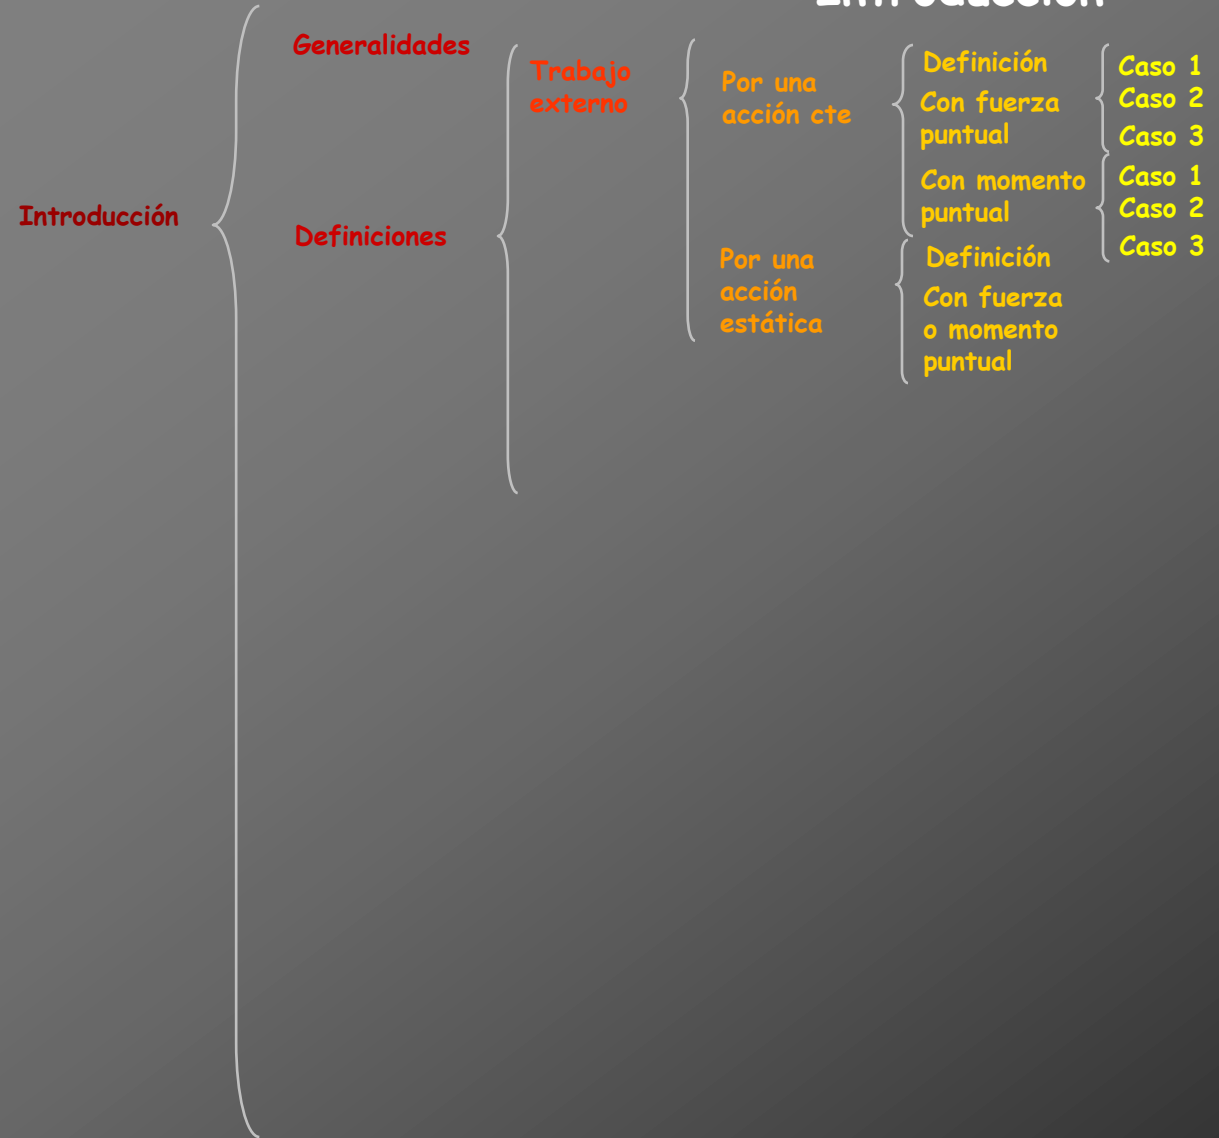 Introducción
Generalidades
Trabajo
externo
Por una
acción cte
Definición
Con fuerza
puntual
Caso 1
Caso 2
Caso 3
Con momento
puntual
Caso 1
Caso 2
Caso 3
Introducción
Definiciones
Por una
acción
estática
Definición
Con fuerza
o momento
puntual